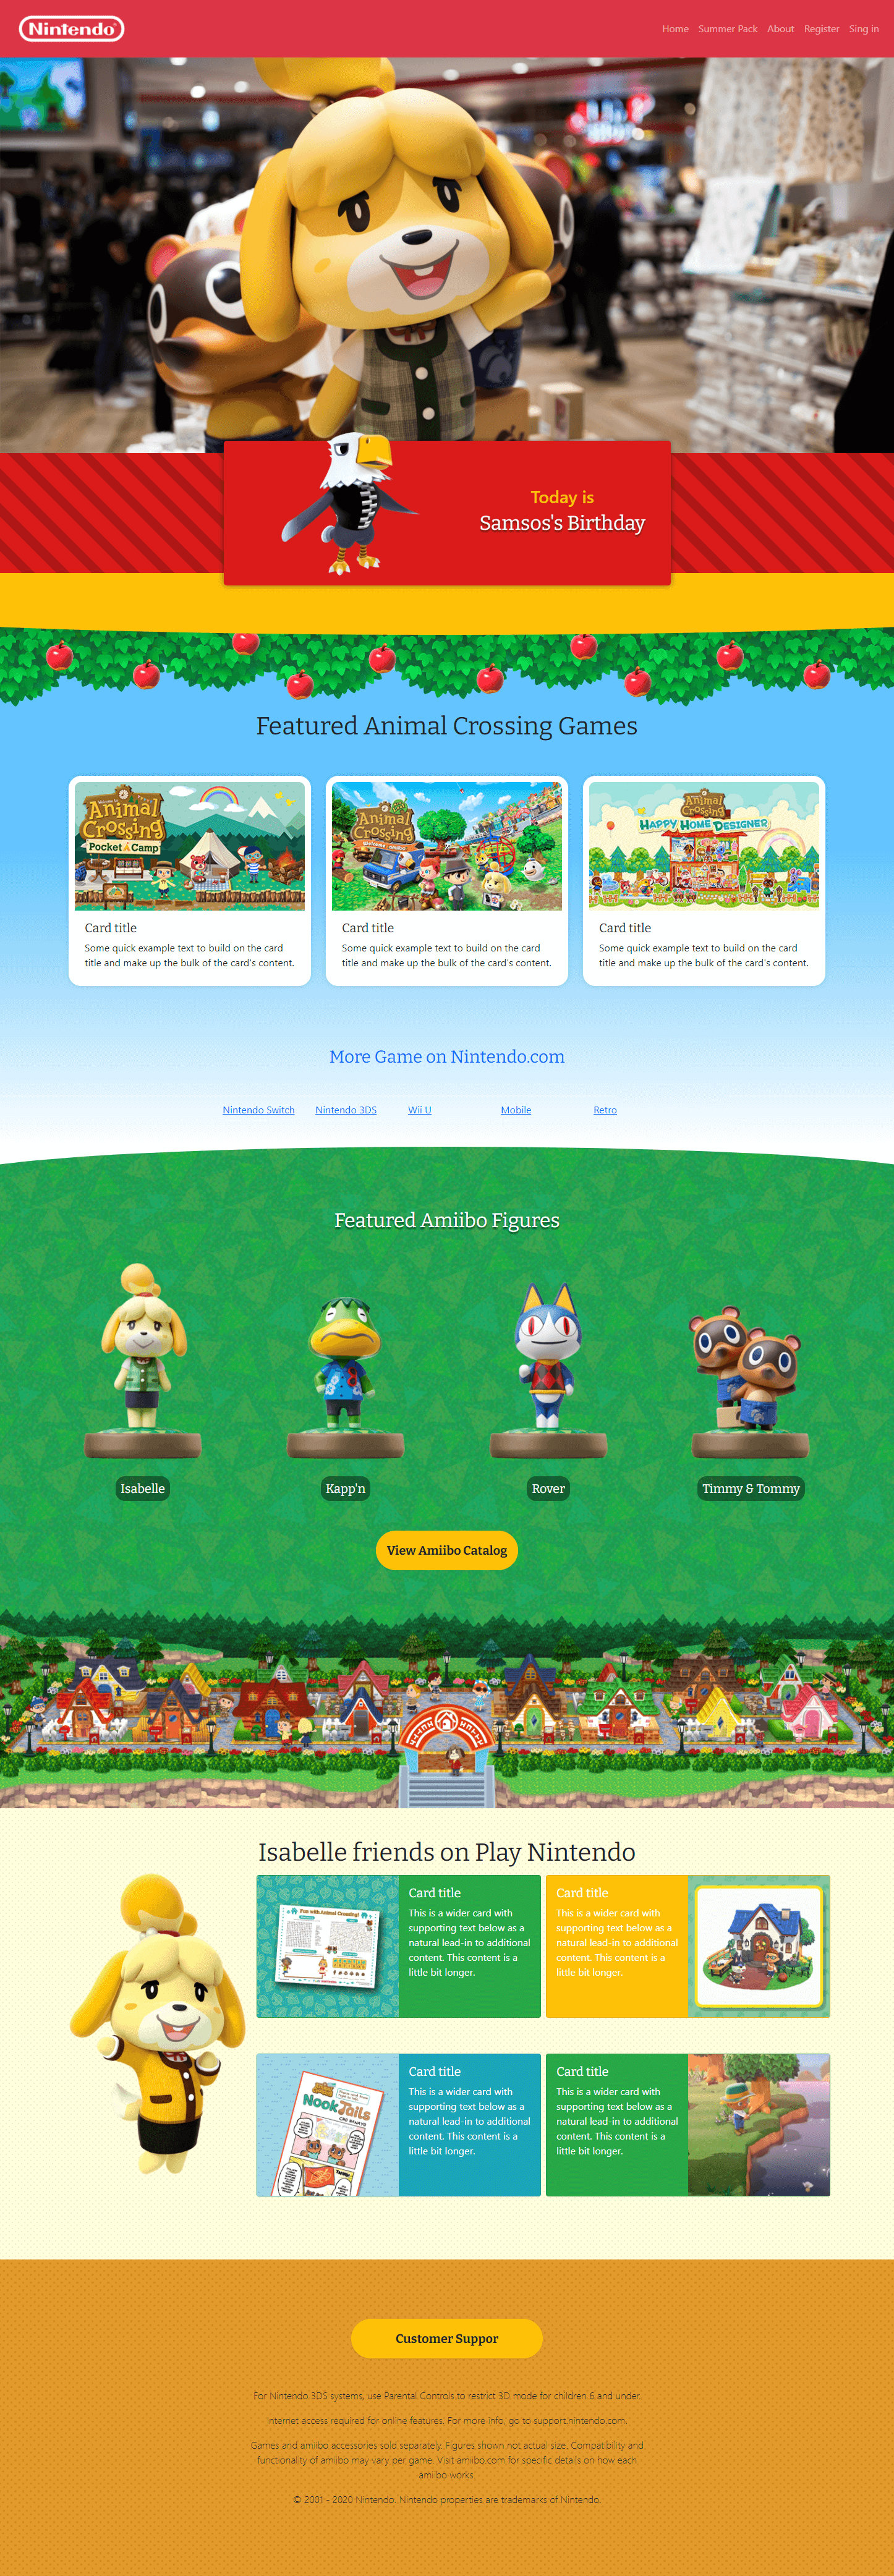 Nintendo
Home Summer Pack About Register Sing in
Today is
Samsos's Birthday
Featured Animal Crossing Games
Animal Crossing
Pocket Camp
Animal Crossing
Welcome amiibo
Animal Crossing
Happy Home Designer
Card title
Some quick example text to build on the card
title and make up the bulk of the card's content.
Card title
Some quick example text to build on the card
title and make up the bulk of the card's content.
Card title
Some quick example text to build on the card
title and make up the bulk of the card's content.
More Game on Nintendo.com
Nintendo Switch Nintendo 3DS Wii U Mobile Retro
Featured Amiibo Figures
Isabelle Kapp'n Rover Timmy & Tommy
View Amiibo Catalog
Isabelle friends on Play Nintendo
Fun with Animal Crossing!
Card title
This is a wider card with
supporting text below as a
natural lead-in to additional
content. This content is a
little bit longer.
Card title
This is a wider card with
supporting text below as a
natural lead-in to additional
content. This content is a
little bit longer.
Nook Tails
Card title
This is a wider card with
supporting text below as a
natural lead-in to additional
content. This content is a
little bit longer.
Card title
This is a wider card with
supporting text below as a
natural lead-in to additional
content. This content is a
little bit longer.
Customer Suppor
For Nintendo 3DS systems, use Parental Controls to restrict 3D mode for children 6 and under.
Internet access required for online features. For more info, go to support.nintendo.com.
Games and amiibo accessories sold separately. Figures shown not actual size. Compatibility and
functionality of amiibo may vary per game. Visit amiibo.com for specific details on how each
amiibo works.
© 2001 - 2020 Nintendo. Nintendo properties are trademarks of Nintendo.